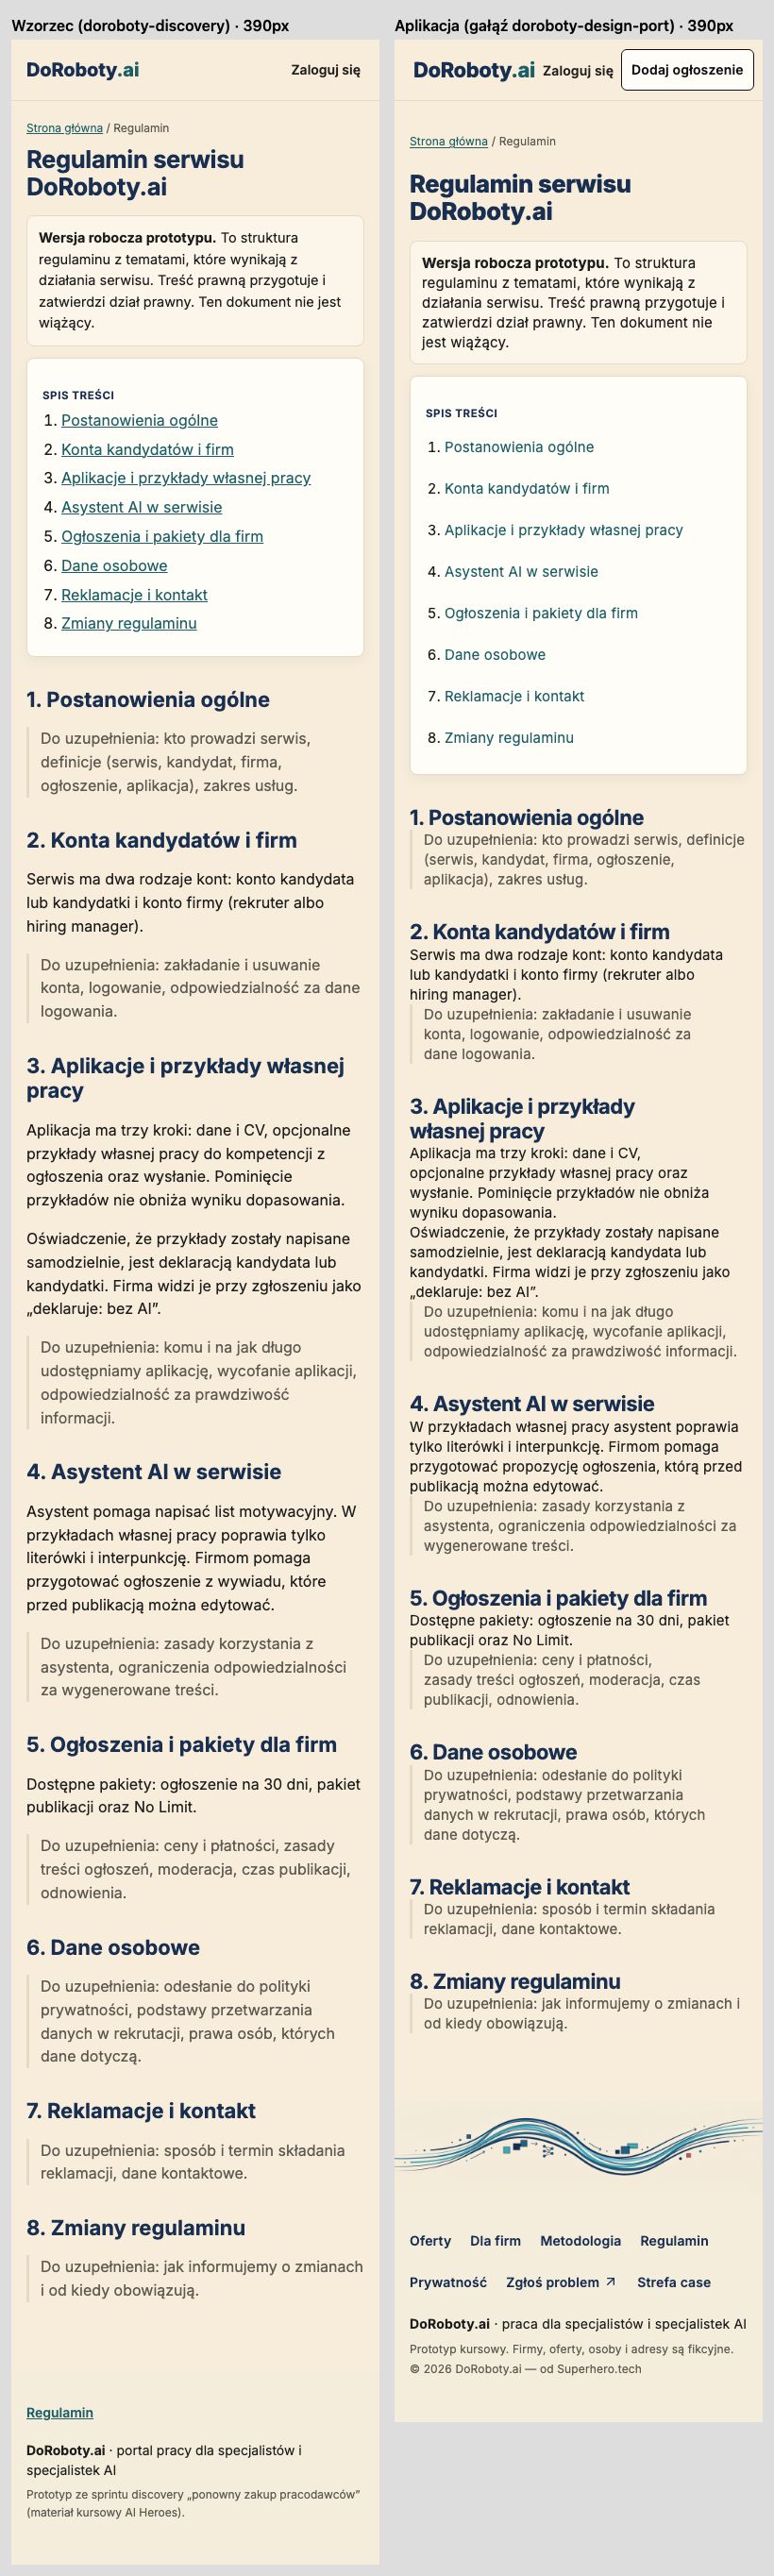 Wzorzec (doroboty-discovery) · 390px
DoRoboty.ai
Zaloguj się
Strona główna / Regulamin
Regulamin serwisu
DoRoboty.ai
Wersja robocza prototypu. To struktura
regulaminu z tematami, które wynikają z
działania serwisu. Treść prawną przygotuje i
zatwierdzi dział prawny. Ten dokument nie jest
wiążący.
SPIS TREŚCI
1. Postanowienia ogólne
2. Konta kandydatów i firm
3. Aplikacje i przykłady własnej pracy
4. Asystent AI w serwisie
5. Ogłoszenia i pakiety dla firm
6. Dane osobowe
7. Reklamacje i kontakt
8. Zmiany regulaminu
1. Postanowienia ogólne
Do uzupełnienia: kto prowadzi serwis,
definicje (serwis, kandydat, firma,
ogłoszenie, aplikacja), zakres usług.
2. Konta kandydatów i firm
Serwis ma dwa rodzaje kont: konto kandydata
lub kandydatki i konto firmy (rekruter albo
hiring manager).
Do uzupełnienia: zakładanie i usuwanie
konta, logowanie, odpowiedzialność za dane
logowania.
3. Aplikacje i przykłady własnej
pracy
Aplikacja ma trzy kroki: dane i CV, opcjonalne
przykłady własnej pracy do kompetencji z
ogłoszenia oraz wysłanie. Pominięcie
przykładów nie obniża wyniku dopasowania.
Oświadczenie, że przykłady zostały napisane
samodzielnie, jest deklaracją kandydata lub
kandydatki. Firma widzi je przy zgłoszeniu jako
„deklaruje: bez AI”.
Do uzupełnienia: komu i na jak długo
udostępniamy aplikację, wycofanie aplikacji,
odpowiedzialność za prawdziwość
informacji.
4. Asystent AI w serwisie
Asystent pomaga napisać list motywacyjny. W
przykładach własnej pracy poprawia tylko
literówki i interpunkcję. Firmom pomaga
przygotować ogłoszenie z wywiadu, które
przed publikacją można edytować.
Do uzupełnienia: zasady korzystania z
asystenta, ograniczenia odpowiedzialności
za wygenerowane treści.
5. Ogłoszenia i pakiety dla firm
Dostępne pakiety: ogłoszenie na 30 dni, pakiet
publikacji oraz No Limit.
Do uzupełnienia: ceny i płatności, zasady
treści ogłoszeń, moderacja, czas publikacji,
odnowienia.
6. Dane osobowe
Do uzupełnienia: odesłanie do polityki
prywatności, podstawy przetwarzania
danych w rekrutacji, prawa osób, których
dane dotyczą.
7. Reklamacje i kontakt
Do uzupełnienia: sposób i termin składania
reklamacji, dane kontaktowe.
8. Zmiany regulaminu
Do uzupełnienia: jak informujemy o zmianach
i od kiedy obowiązują.
Regulamin
DoRoboty.ai · portal pracy dla specjalistów i
specjalistek AI
Prototyp ze sprintu discovery „ponowny zakup pracodawców”
(materiał kursowy AI Heroes).
Aplikacja (gałąź doroboty-design-port) · 390px
DoRoboty.ai
Zaloguj się
Dodaj ogłoszenie
Strona główna / Regulamin
Regulamin serwisu
DoRoboty.ai
Wersja robocza prototypu. To struktura
regulaminu z tematami, które wynikają z
działania serwisu. Treść prawną przygotuje i
zatwierdzi dział prawny. Ten dokument nie
jest wiążący.
SPIS TREŚCI
1. Postanowienia ogólne
2. Konta kandydatów i firm
3. Aplikacje i przykłady własnej pracy
4. Asystent AI w serwisie
5. Ogłoszenia i pakiety dla firm
6. Dane osobowe
7. Reklamacje i kontakt
8. Zmiany regulaminu
1. Postanowienia ogólne
Do uzupełnienia: kto prowadzi serwis, definicje
(serwis, kandydat, firma, ogłoszenie,
aplikacja), zakres usług.
2. Konta kandydatów i firm
Serwis ma dwa rodzaje kont: konto kandydata
lub kandydatki i konto firmy (rekruter albo
hiring manager).
Do uzupełnienia: zakładanie i usuwanie
konta, logowanie, odpowiedzialność za
dane logowania.
3. Aplikacje i przykłady
własnej pracy
Aplikacja ma trzy kroki: dane i CV,
opcjonalne przykłady własnej pracy oraz
wysłanie. Pominięcie przykładów nie obniża
wyniku dopasowania.
Oświadczenie, że przykłady zostały napisane
samodzielnie, jest deklaracją kandydata lub
kandydatki. Firma widzi je przy zgłoszeniu jako
„deklaruje: bez AI”.
Do uzupełnienia: komu i na jak długo
udostępniamy aplikację, wycofanie aplikacji,
odpowiedzialność za prawdziwość informacji.
4. Asystent AI w serwisie
W przykładach własnej pracy asystent poprawia
tylko literówki i interpunkcję. Firmom pomaga
przygotować propozycję ogłoszenia, którą przed
publikacją można edytować.
Do uzupełnienia: zasady korzystania z
asystenta, ograniczenia odpowiedzialności za
wygenerowane treści.
5. Ogłoszenia i pakiety dla firm
Dostępne pakiety: ogłoszenie na 30 dni, pakiet
publikacji oraz No Limit.
Do uzupełnienia: ceny i płatności,
zasady treści ogłoszeń, moderacja, czas
publikacji, odnowienia.
6. Dane osobowe
Do uzupełnienia: odesłanie do polityki
prywatności, podstawy przetwarzania
danych w rekrutacji, prawa osób, których
dane dotyczą.
7. Reklamacje i kontakt
Do uzupełnienia: sposób i termin składania
reklamacji, dane kontaktowe.
8. Zmiany regulaminu
Do uzupełnienia: jak informujemy o zmianach i
od kiedy obowiązują.
Oferty Dla firm Metodologia Regulamin
Prywatność Zgłoś problem ↗ Strefa case
DoRoboty.ai · praca dla specjalistów i specjalistek AI
Prototyp kursowy. Firmy, oferty, osoby i adresy są fikcyjne.
© 2026 DoRoboty.ai — od Superhero.tech